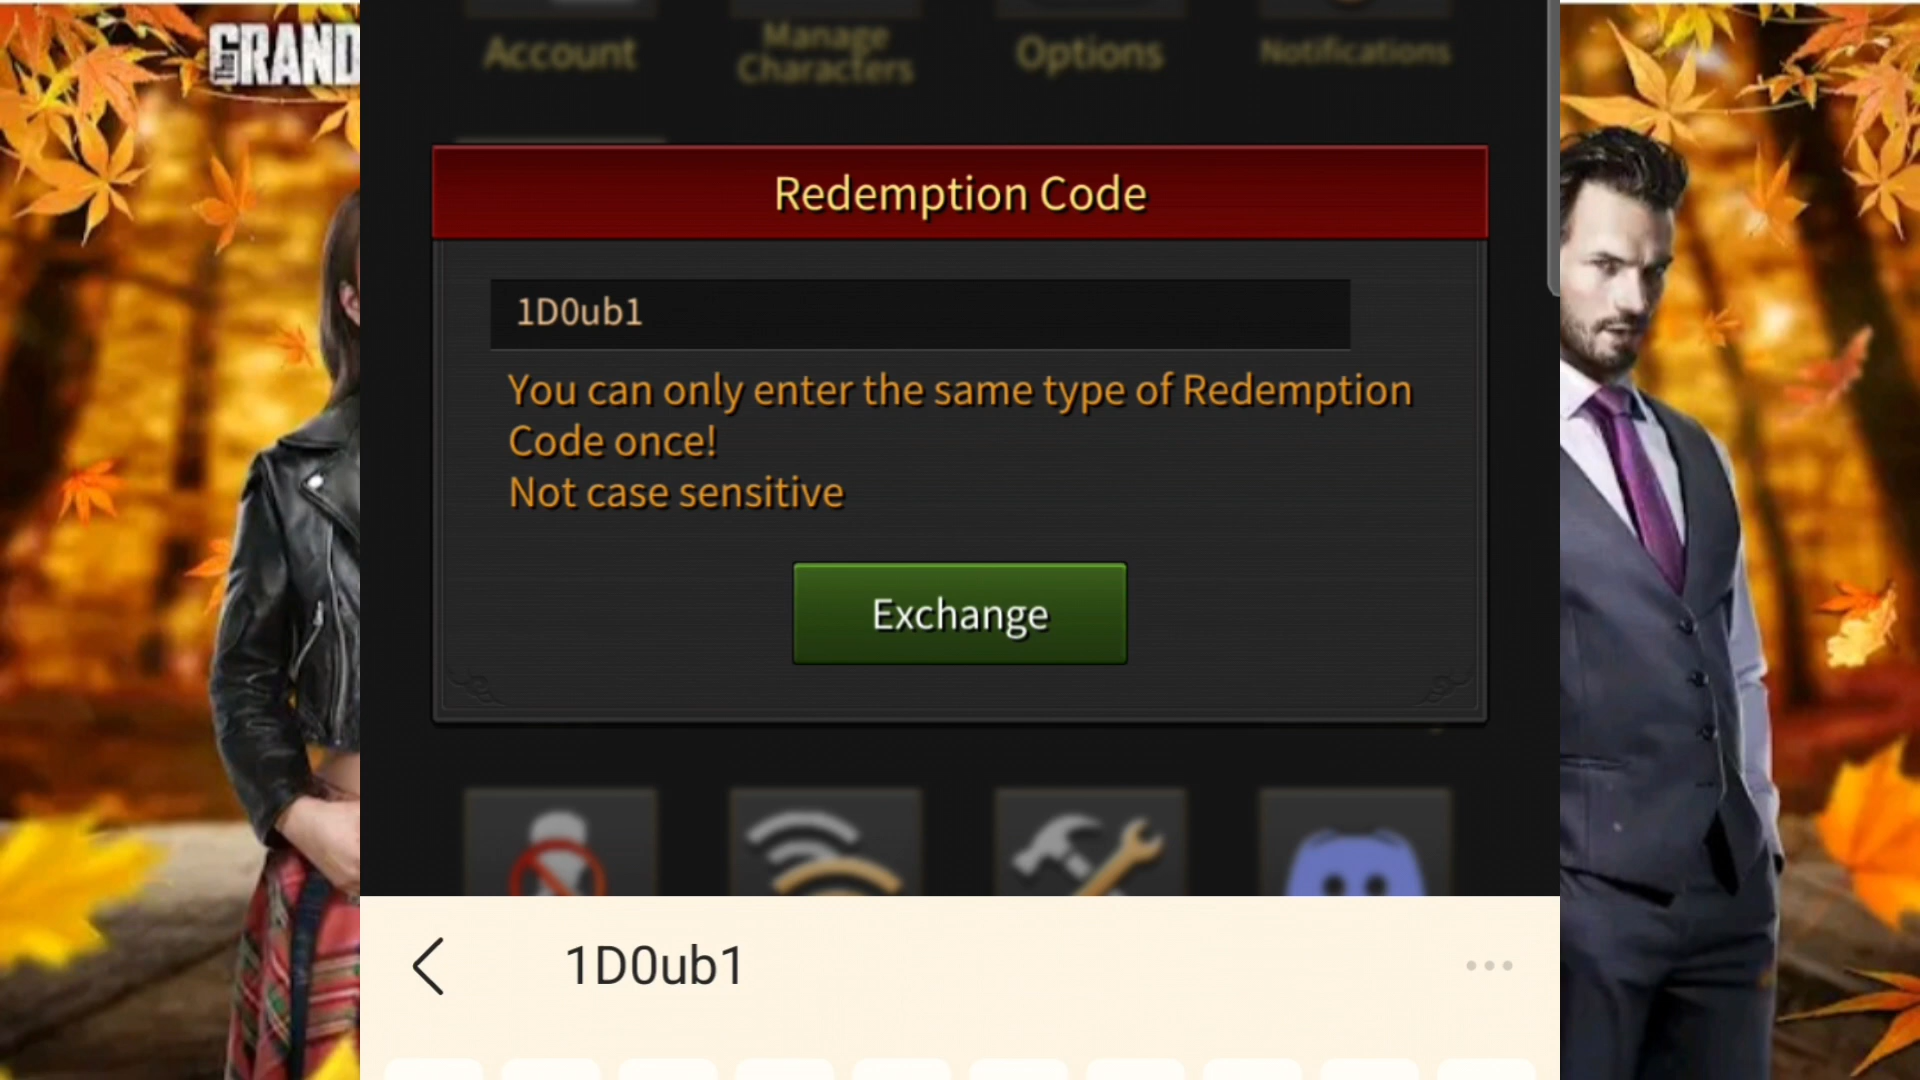 The GRAND
Account
Manage
Characters
Options
Notifications
Redemption Code
1D0ub1
You can only enter the same type of Redemption
Code once!
Not case sensitive
Exchange
1D0ub1